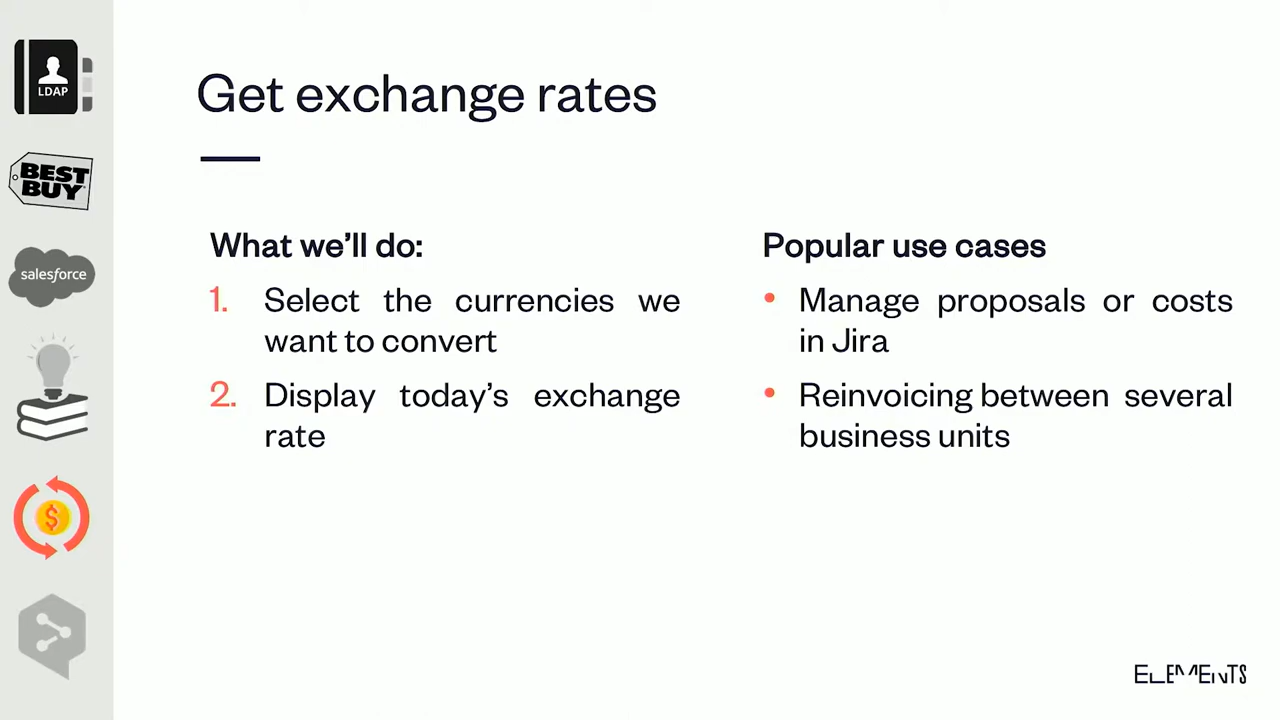 LDAP
BEST
BUY
salesforce
$
Get exchange rates
What we'll do:
1. Select the currencies we
want to convert
2. Display today's exchange
rate
Popular use cases
• Manage proposals or costs
in Jira
• Reinvoicing between several
business units
ELEMENTS